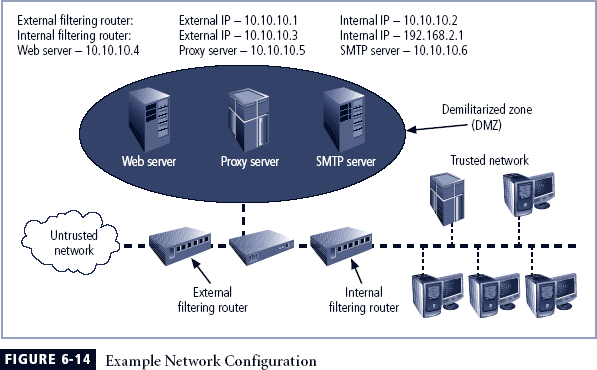 External filtering router: External IP – 10.10.10.1 Internal IP – 10.10.10.2
Internal filtering router: External IP – 10.10.10.3 Internal IP – 192.168.2.1
Web server – 10.10.10.4 Proxy server – 10.10.10.5 SMTP server – 10.10.10.6
Web server
Proxy server
SMTP server
Demilitarized zone
(DMZ)
Trusted network
Untrusted
network
External
filtering router
Internal
filtering router
FIGURE 6-14 Example Network Configuration